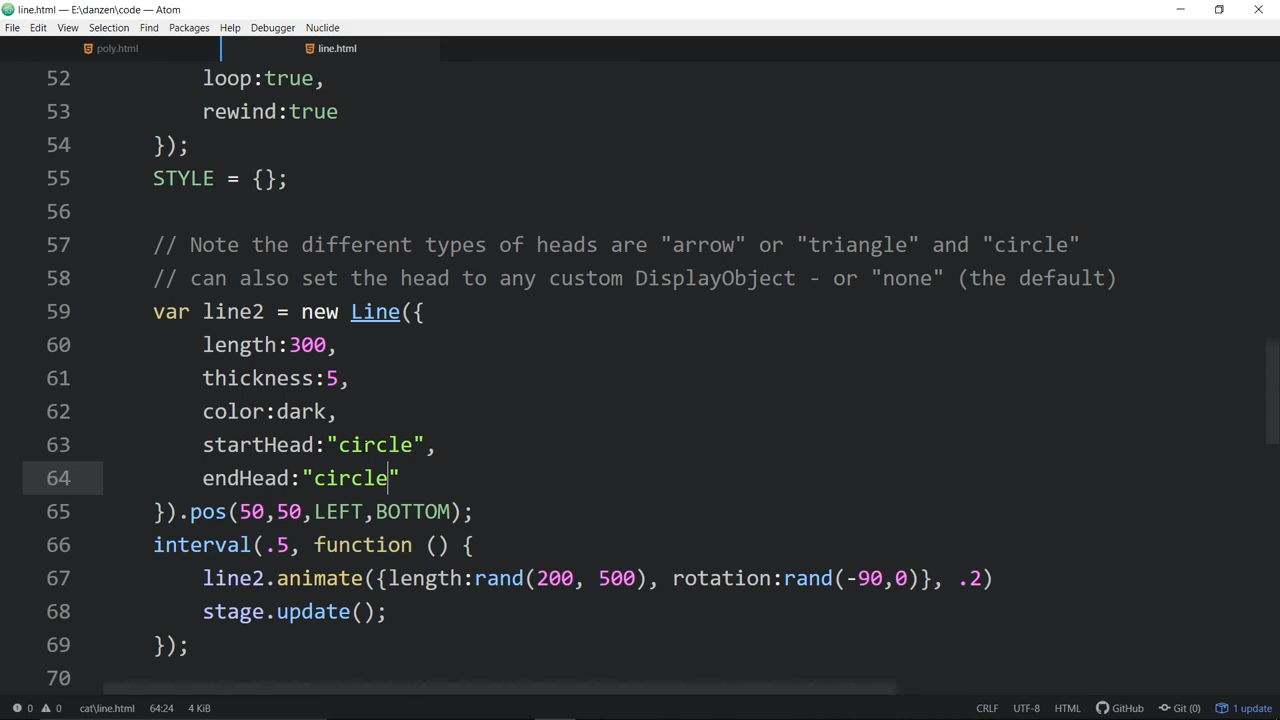 line.html — E:\danzen\code — Atom
File Edit View Selection Find Packages Help Debugger Nuclide
poly.html line.html
52 loop:true,
53 rewind:true
54 });
55 STYLE = {};
56
57 // Note the different types of heads are "arrow" or "triangle" and "circle"
58 // can also set the head to any custom DisplayObject - or "none" (the default)
59 var line2 = new Line({
60 length:300,
61 thickness:5,
62 color:dark,
63 startHead:"circle",
64 endHead:"circle"
65 }).pos(50,50,LEFT,BOTTOM);
66 interval(.5, function () {
67 line2.animate({length:rand(200, 500), rotation:rand(-90,0)}, .2)
68 stage.update();
69 });
70
0 0 cat\line.html 64:24 4 KiB CRLF UTF-8 HTML GitHub Git (0) 1 update